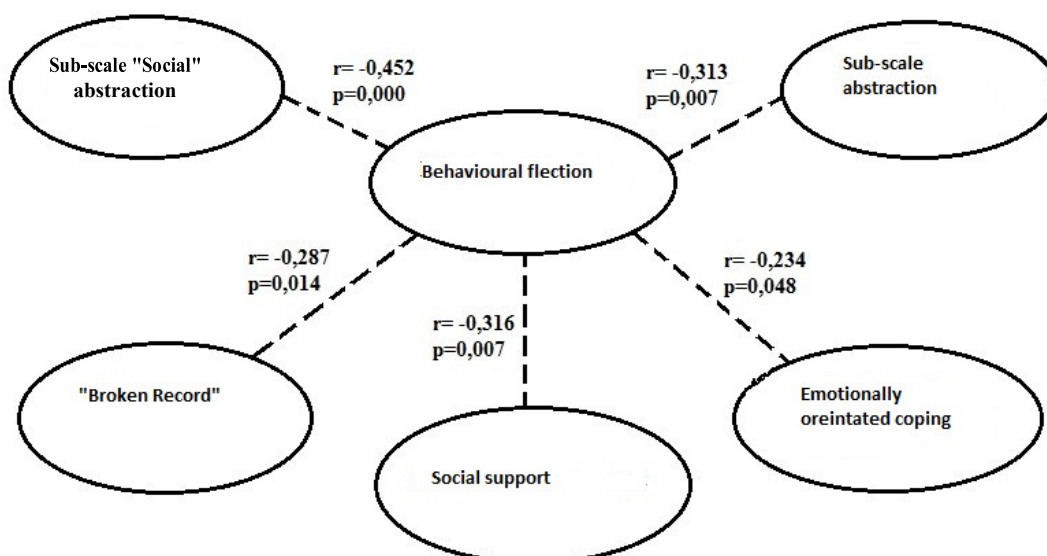 Sub-scale "Social"
abstraction
r= -0,452
p=0,000
r= -0,313
p=0,007
Sub-scale
abstraction
Behavioural flection
r= -0,287
p=0,014
r= -0,316
p=0,007
r= -0,234
p=0,048
"Broken Record"
Social support
Emotionally
oreintated coping